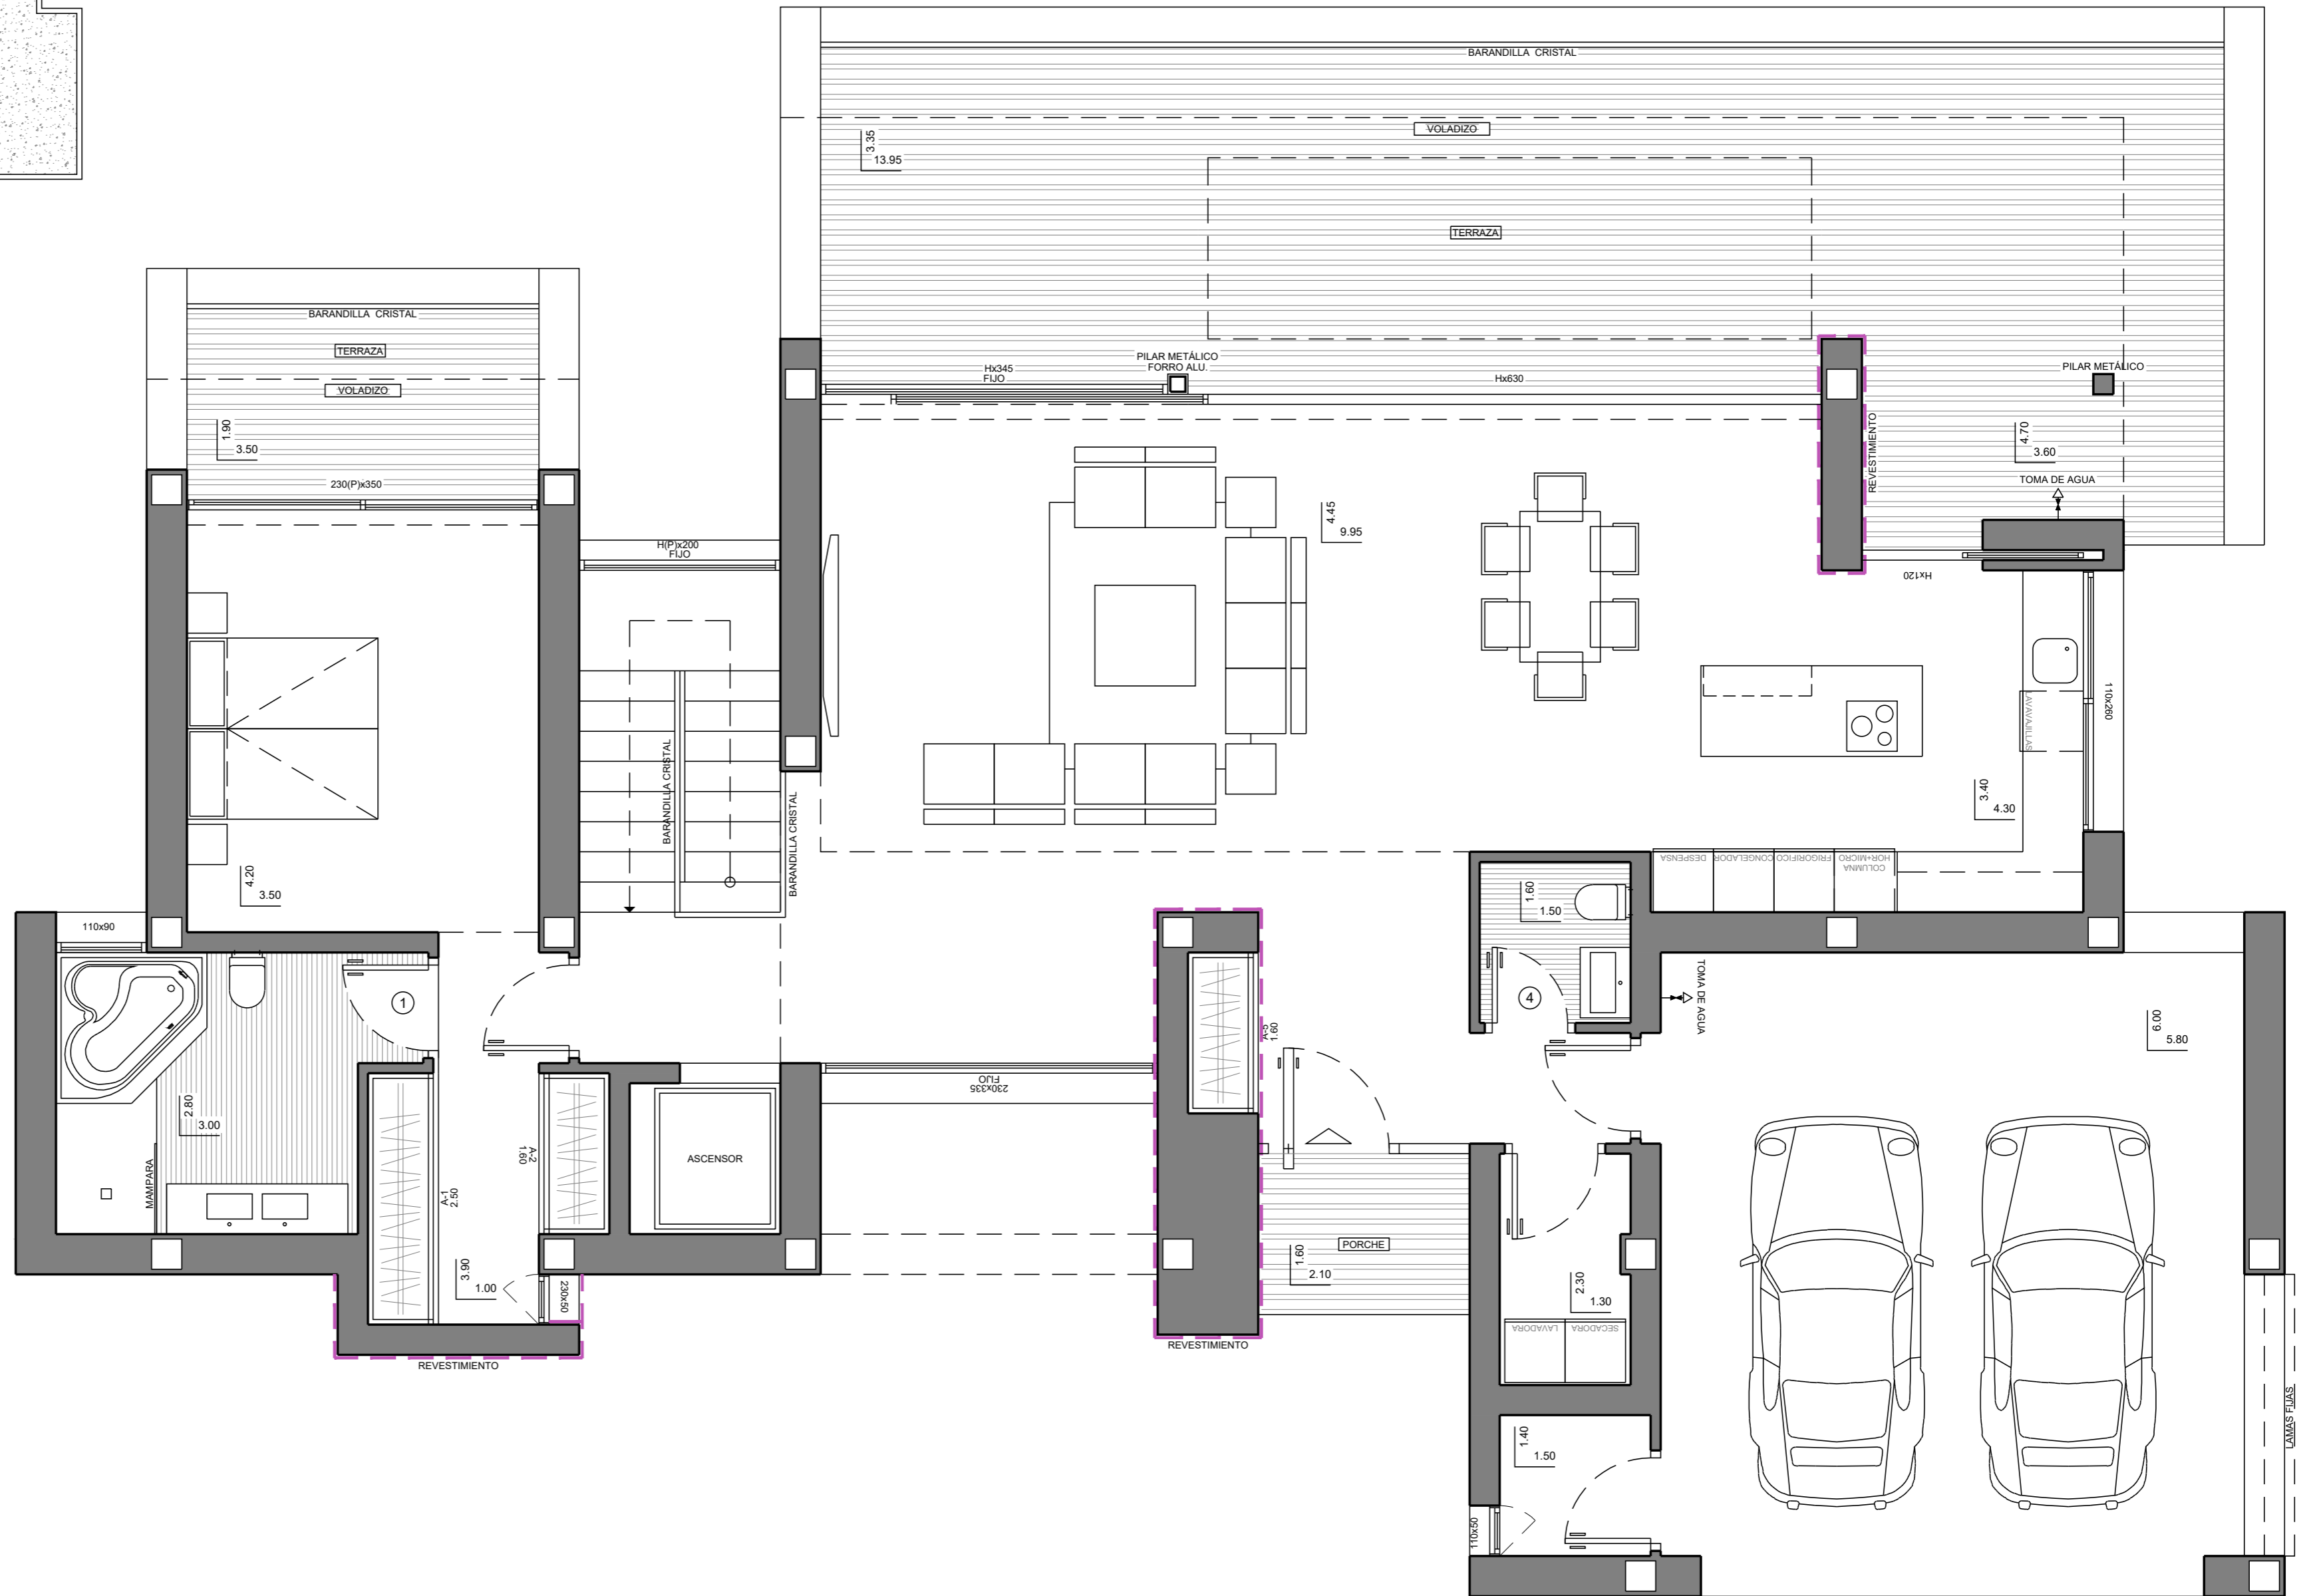 BARANDILLA CRISTAL
VOLADIZO
3.35
13.95
TERRAZA
BARANDILLA CRISTAL
TERRAZA
VOLADIZO
1.90
3.50
230(P)x350
Hx345
FIJO
PILAR METÁLICO
FORRO ALU.
Hx630
PILAR METÁLICO
REVESTIMIENTO
4.70
3.60
TOMA DE AGUA
H(P)x200
FIJO
4.45
9.95
Hx120
110x260
LAVAVAJILLAS
BARANDILLA CRISTAL
BARANDILLA CRISTAL
3.40
4.30
4.20
3.50
DESPENSA
CONGELADOR
FRIGORIFICO
COLUMNA
HOR+MICRO
1.60
1.50
110x90
1
4
TOMA DE AGUA
6.00
5.80
A-5
1.60
230x335
FIJO
2.80
3.00
MAMPARA
A-1
2.50
A-2
1.60
ASCENSOR
PORCHE
1.60
2.10
3.90
1.00
230x50
2.30
1.30
LAVADORA
SECADORA
REVESTIMIENTO
REVESTIMIENTO
1.40
1.50
110x50
LAMAS FIJAS